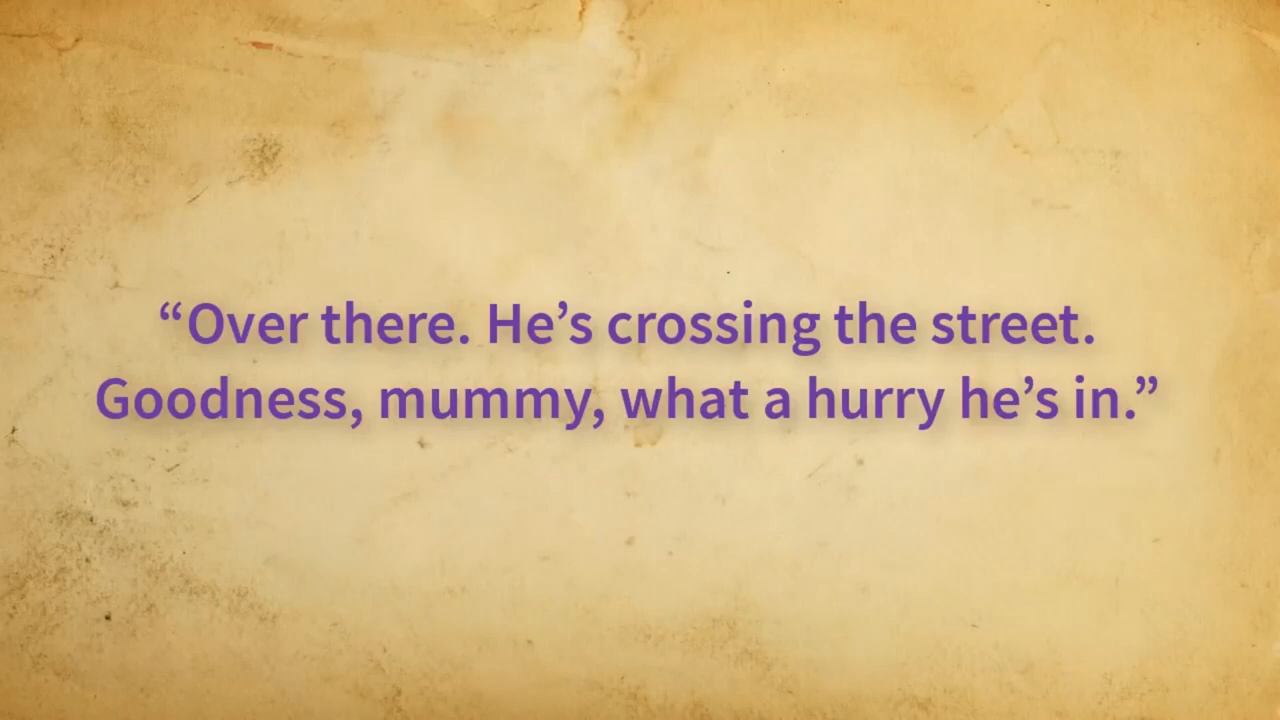 “Over there. He’s crossing the street.
Goodness, mummy, what a hurry he’s in.”